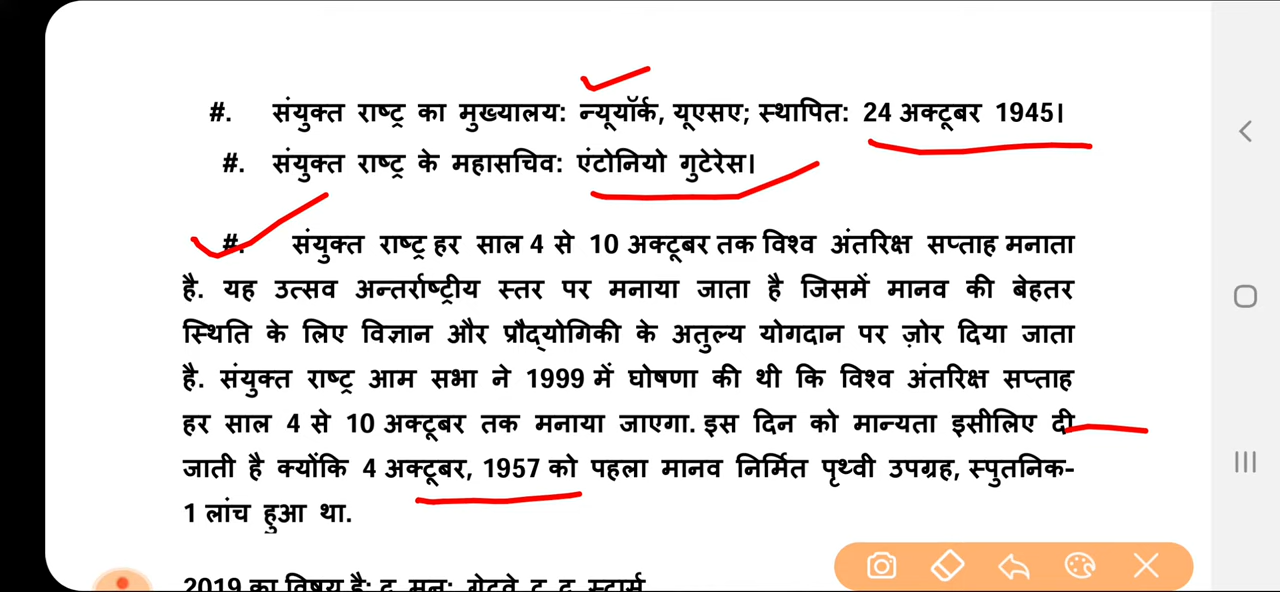 #. संयुक्त राष्ट्र का मुख्यालय: न्यूयॉर्क, यूएसए; स्थापित: 24 अक्टूबर 1945।
#. संयुक्त राष्ट्र के महासचिव: एंटोनियो गुटेरेस।
#. संयुक्त राष्ट्र हर साल 4 से 10 अक्टूबर तक विश्व अंतरिक्ष सप्ताह मनाता
है. यह उत्सव अन्तर्राष्ट्रीय स्तर पर मनाया जाता है जिसमें मानव की बेहतर
स्थिति के लिए विज्ञान और प्रौद्योगिकी के अतुल्य योगदान पर ज़ोर दिया जाता
है. संयुक्त राष्ट्र आम सभा ने 1999 में घोषणा की थी कि विश्व अंतरिक्ष सप्ताह
हर साल 4 से 10 अक्टूबर तक मनाया जाएगा. इस दिन को मान्यता इसीलिए दी
जाती है क्योंकि 4 अक्टूबर, 1957 को पहला मानव निर्मित पृथ्वी उपग्रह, स्पुतनिक-
1 लांच हुआ था.
2019 का विषय है: द मून: गेटवे टू द स्टार्स